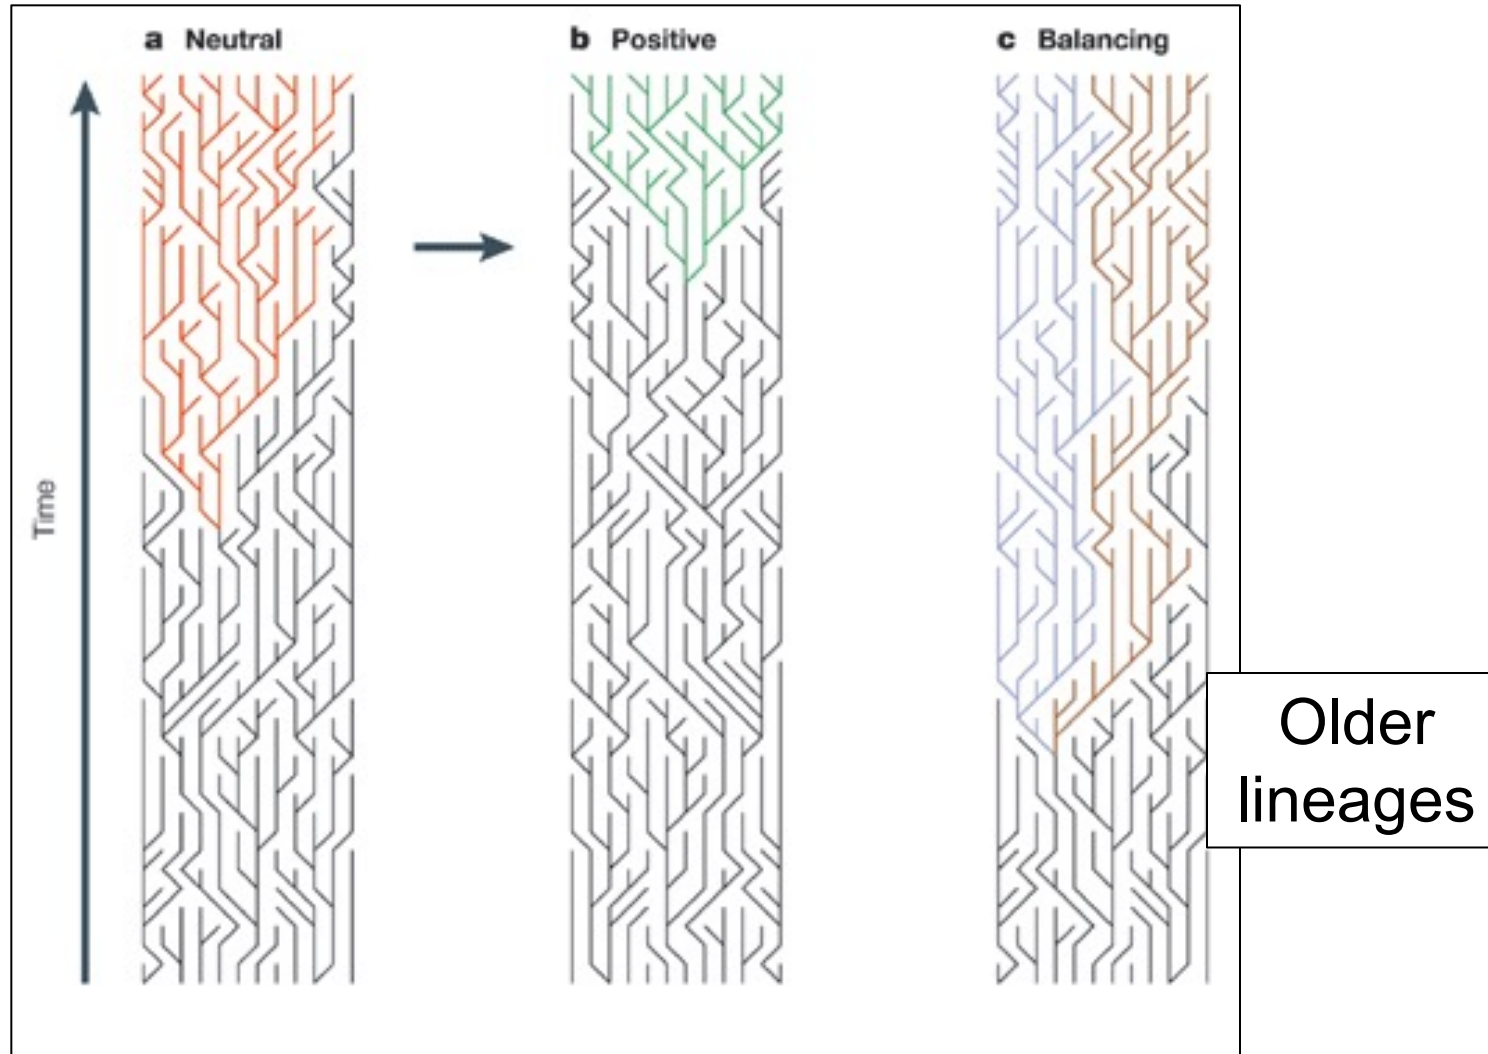 a Neutral
b Positive
c Balancing
Time
Older
lineages